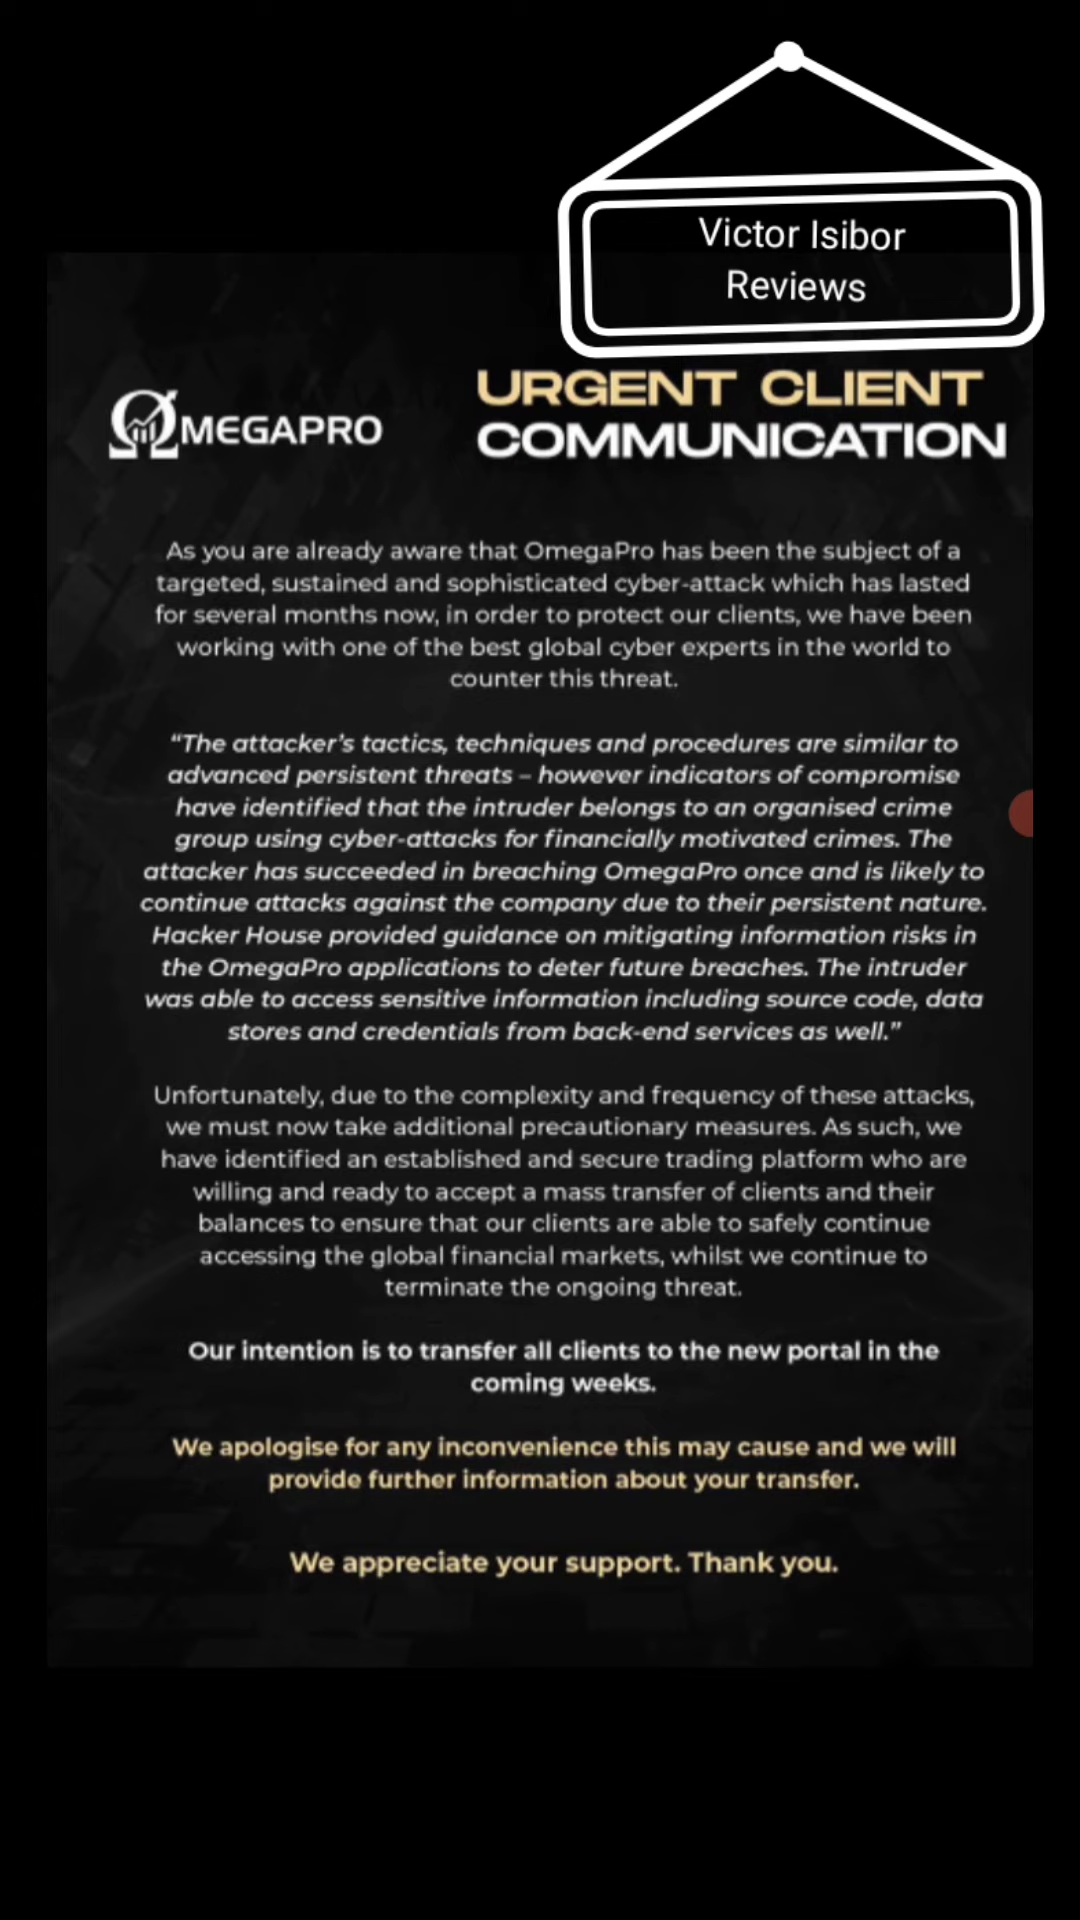 Victor Isibor
Reviews
ΩMEGAPRO
URGENT CLIENT
COMMUNICATION
As you are already aware that OmegaPro has been the subject of a
targeted, sustained and sophisticated cyber-attack which has lasted
for several months now, in order to protect our clients, we have been
working with one of the best global cyber experts in the world to
counter this threat.
“The attacker’s tactics, techniques and procedures are similar to
advanced persistent threats – however indicators of compromise
have identified that the intruder belongs to an organised crime
group using cyber-attacks for financially motivated crimes. The
attacker has succeeded in breaching OmegaPro once and is likely to
continue attacks against the company due to their persistent nature.
Hacker House provided guidance on mitigating information risks in
the OmegaPro applications to deter future breaches. The intruder
was able to access sensitive information including source code, data
stores and credentials from back-end services as well.”
Unfortunately, due to the complexity and frequency of these attacks,
we must now take additional precautionary measures. As such, we
have identified an established and secure trading platform who are
willing and ready to accept a mass transfer of clients and their
balances to ensure that our clients are able to safely continue
accessing the global financial markets, whilst we continue to
terminate the ongoing threat.
Our intention is to transfer all clients to the new portal in the
coming weeks.
We apologise for any inconvenience this may cause and we will
provide further information about your transfer.
We appreciate your support. Thank you.